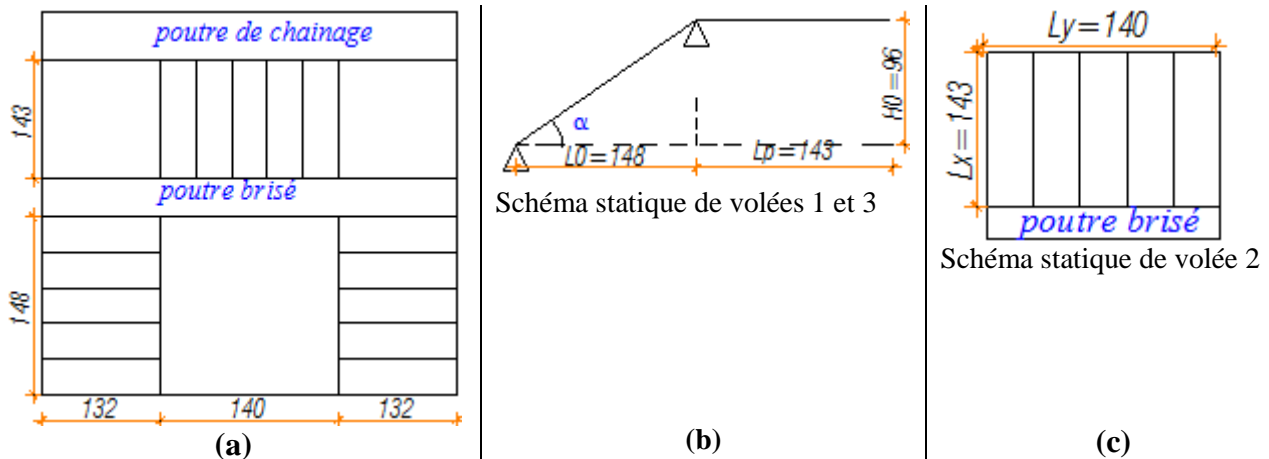 poutre de chainage
143
poutre brisé
148
132
140
132
(a)
α
H0=96
L0=148
Lp=143
Schéma statique de volées 1 et 3
(b)
Ly=140
Lx=143
poutre brisé
Schéma statique de volée 2
(c)